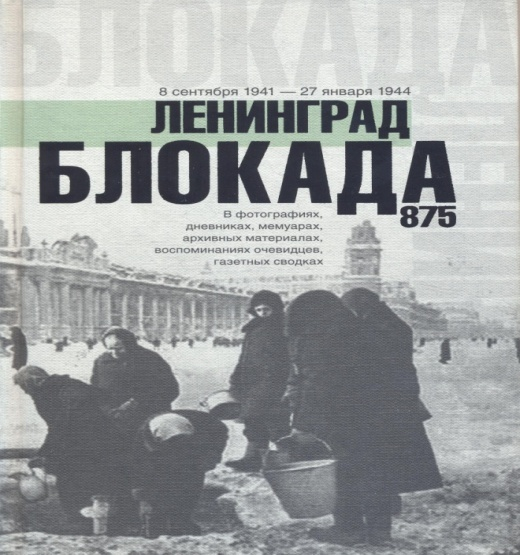 БЛОКАДА
8 сентября 1941 — 27 января 1944
ЛЕНИНГРАД
БЛОКАДА
875
В фотографиях,
дневниках, мемуарах,
архивных материалах,
воспоминаниях очевидцев,
газетных сводках